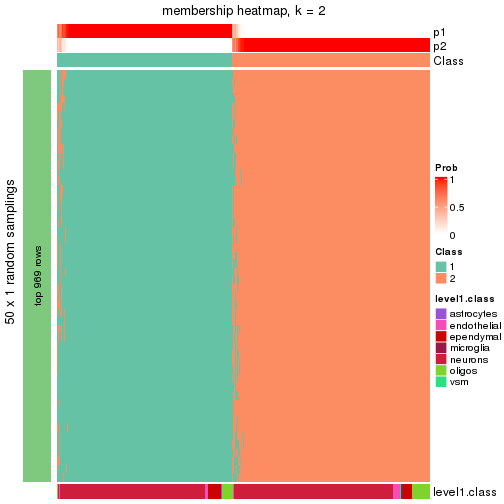 membership heatmap, k = 2
p1
p2
Class
50 x 1 random samplings
top 969 rows
Prob
1
0.5
0
Class
1
2
level1.class
astrocytes
endothelial
ependymal
microglia
neurons
oligos
vsm
level1.class